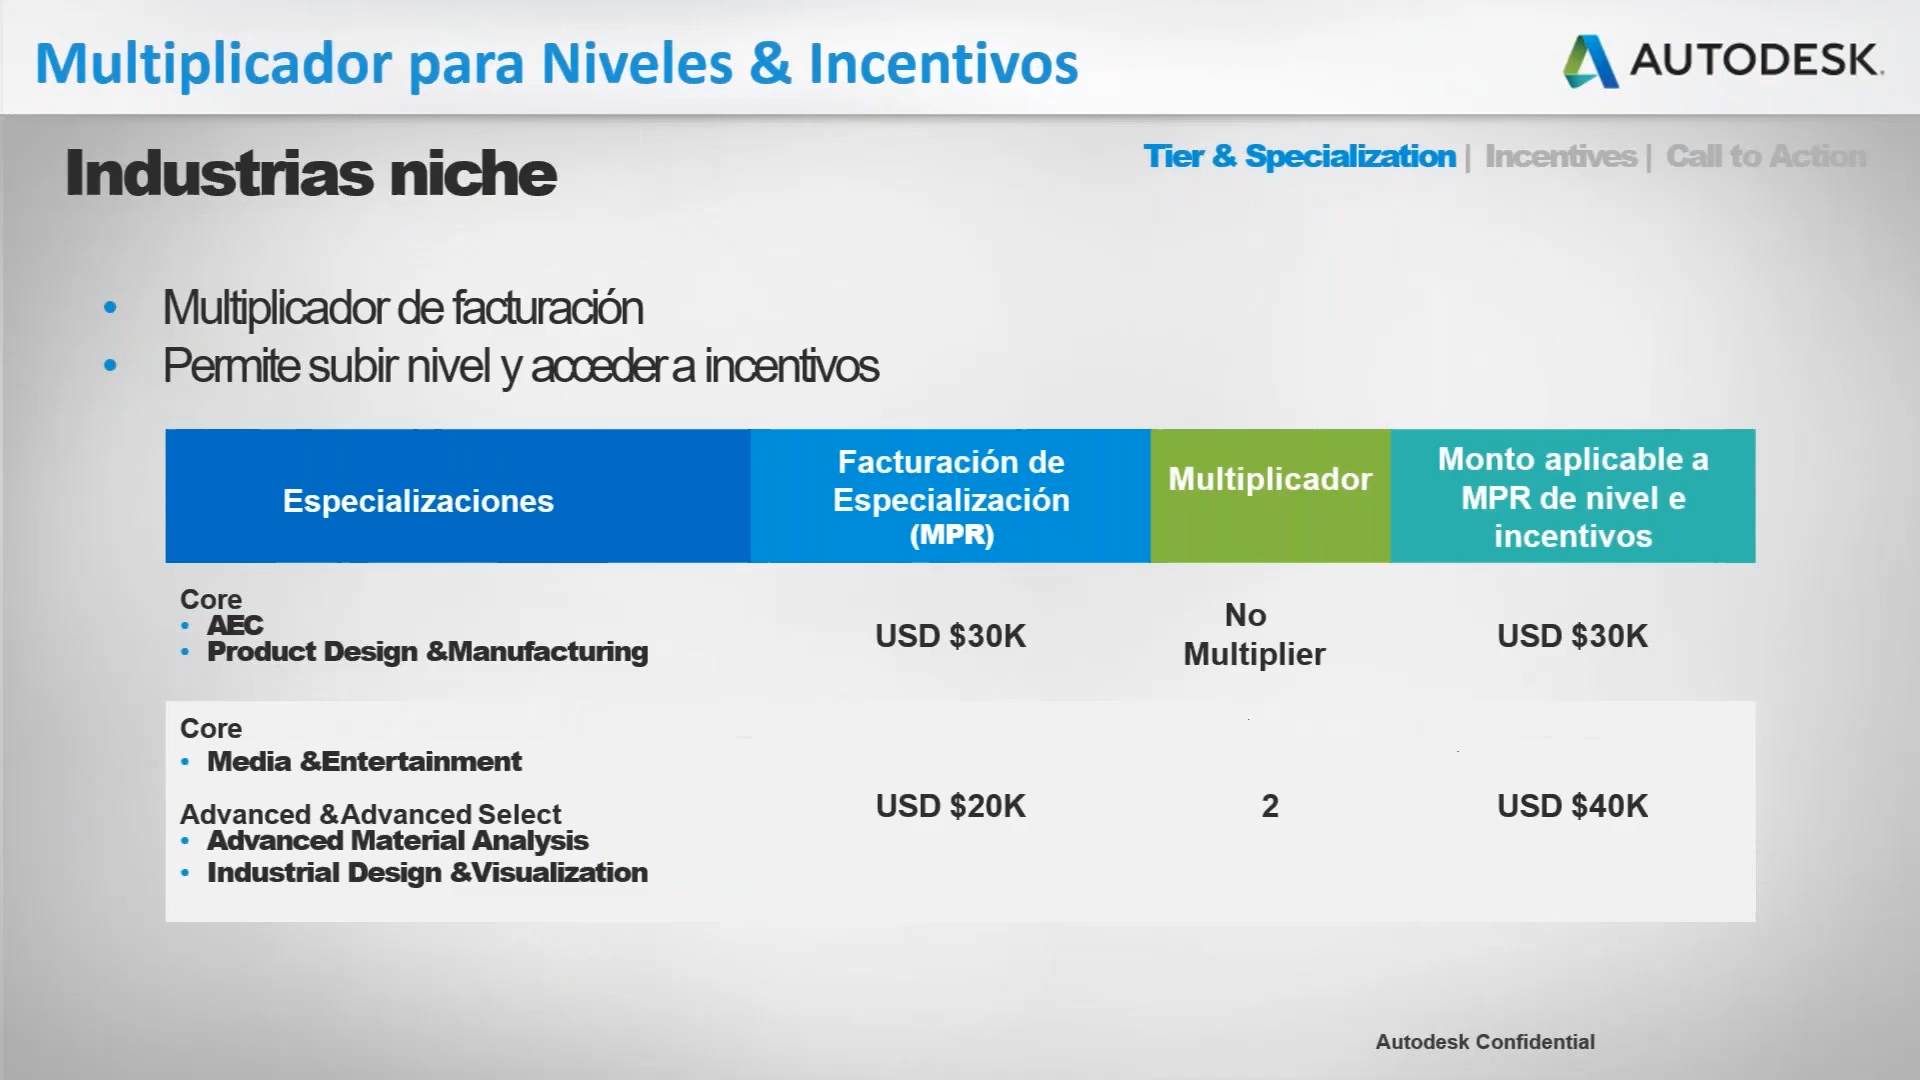 Multiplicador para Niveles & Incentivos
AUTODESK.
Industrias niche
Tier & Specialization | Incentives | Call to Action
• Multiplicador de facturación
• Permite subir nivel y acceder a incentivos
Especializaciones
Facturación de
Especialización
(MPR)
Multiplicador
Monto aplicable a
MPR de nivel e
incentivos
Core
• AEC
• Product Design &Manufacturing
USD $30K
No
Multiplier
USD $30K
Core
• Media &Entertainment
Advanced &Advanced Select
• Advanced Material Analysis
• Industrial Design &Visualization
USD $20K
2
USD $40K
Autodesk Confidential